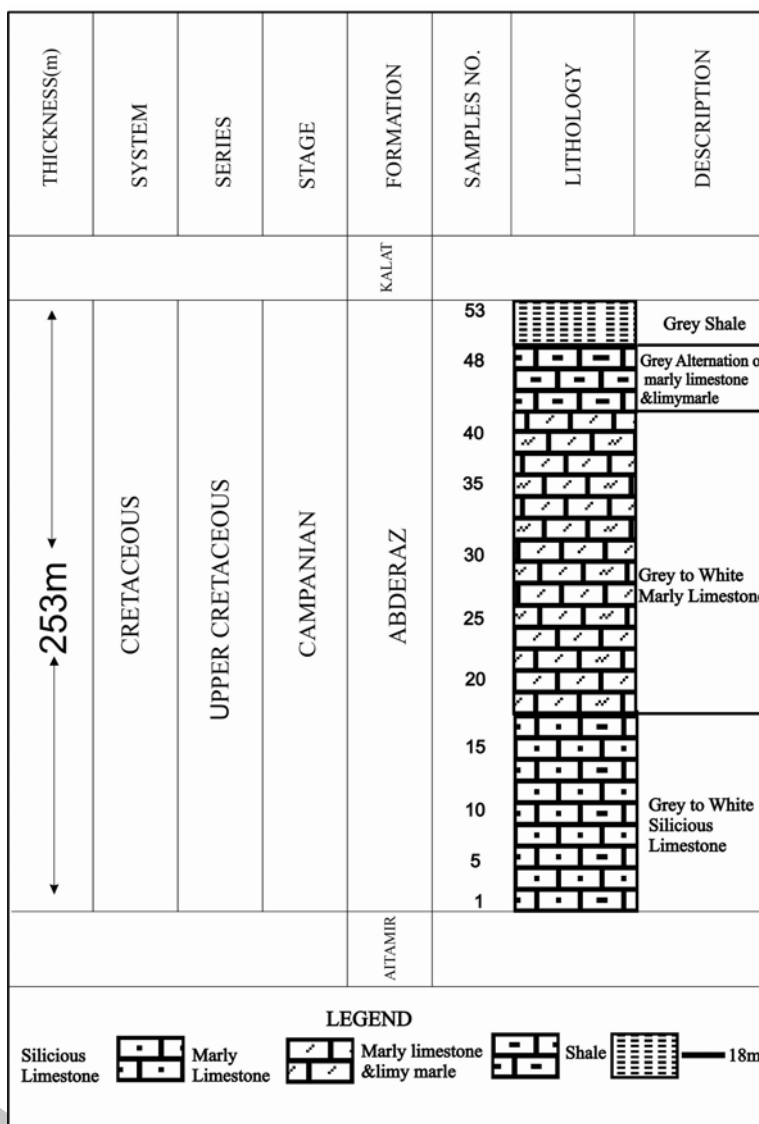 THICKNESS(m)
SYSTEM
SERIES
STAGE
FORMATION
SAMPLES NO.
LITHOLOGY
DESCRIPTION
KALAT
253m
CRETACEOUS
UPPER CRETACEOUS
CAMPANIAN
ABDERAZ
53
48
40
35
30
25
20
15
10
5
1
Grey Shale
Grey Alternation o
marly limestone
&limymarle
Grey to White
Marly Limestone
Grey to White
Silicious
Limestone
AITAMIR
LEGEND
Silicious
Limestone
Marly
Limestone
Marly limestone
&limy marle
Shale
18m